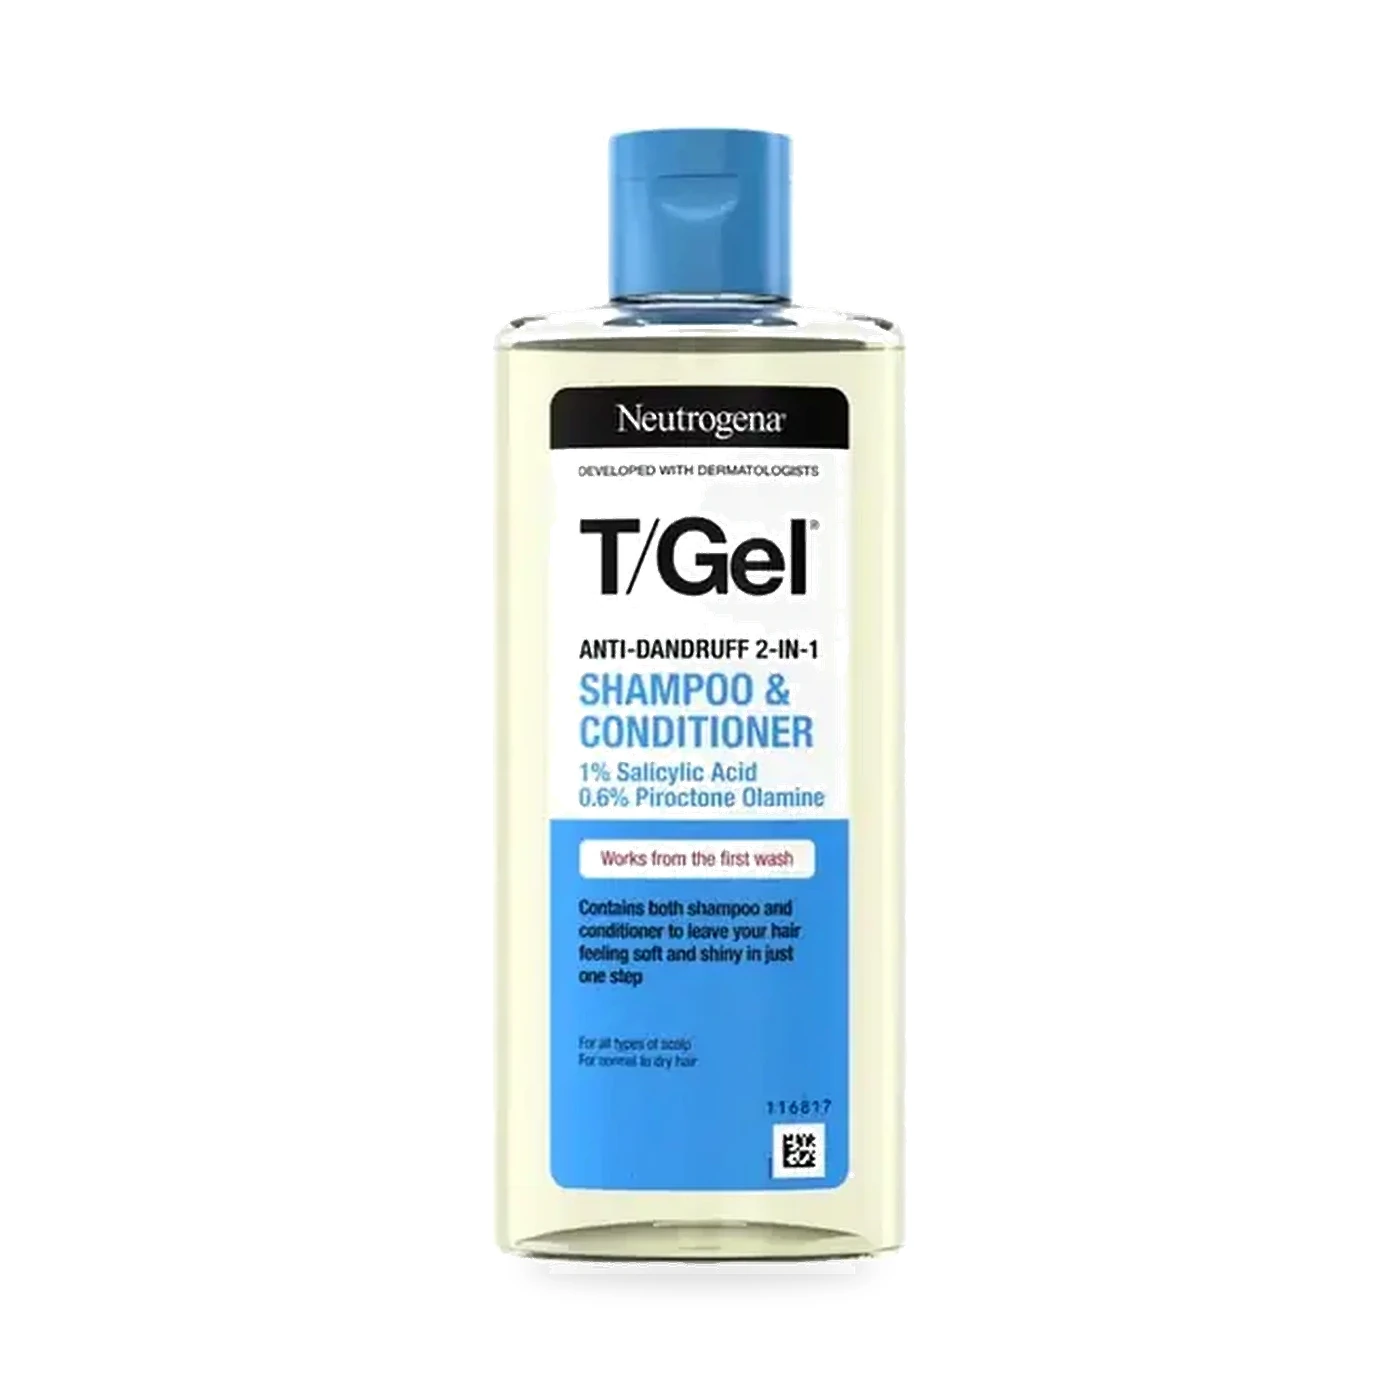 Neutrogena®
DEVELOPED WITH DERMATOLOGISTS
T/Gel®
ANTI-DANDRUFF 2-IN-1
SHAMPOO &
CONDITIONER
1% Salicylic Acid
0.6% Piroctone Olamine
Works from the first wash
Contains both shampoo and
conditioner to leave your hair
feeling soft and shiny in just
one step
For all types of scalp
For normal to dry hair
116817